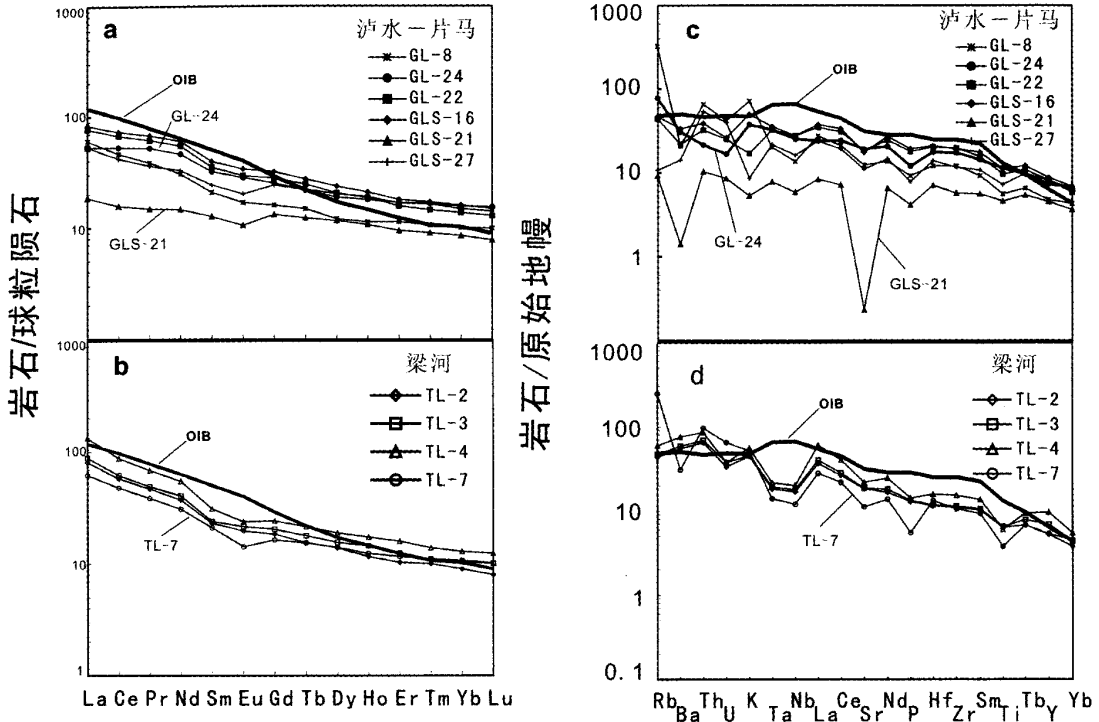 岩石/球粒陨石
岩石/原始地幔
1000
100
10
1
a
泸水-片马
GL-8
GL-24
GL-22
GLS-16
GLS-21
GLS-27
OIB
GL-24
GLS-21
1000
100
10
1
b
梁河
TL-2
TL-3
TL-4
TL-7
OIB
TL-7
La Ce Pr Nd Sm Eu Gd Tb Dy Ho Er Tm Yb Lu
1000
100
10
1
c
泸水-片马
GL-8
GL-24
GL-22
GLS-16
GLS-21
GLS-27
OIB
GL-24
GLS-21
1000
100
10
1
0.1
d
梁河
TL-2
TL-3
TL-4
TL-7
OIB
TL-7
Rb Ba Th U K Ta Nb La Ce Sr Nd P Hf Zr Sm Ti Tb Y Yb